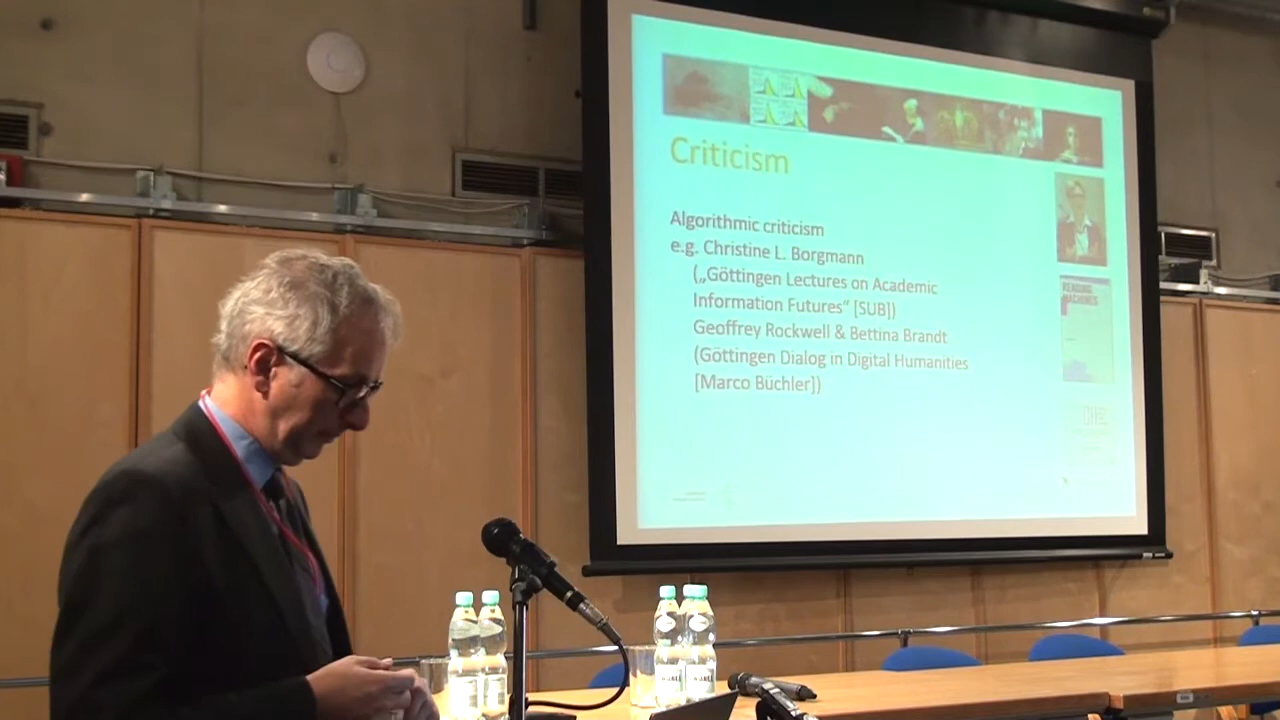 Criticism
Algorithmic criticism
e.g. Christine L. Borgmann
(„Göttingen Lectures on Academic
Information Futures“ [SUB])
Geoffrey Rockwell & Bettina Brandt
(Göttingen Dialog in Digital Humanities
[Marco Büchler])
READING
MACHINES